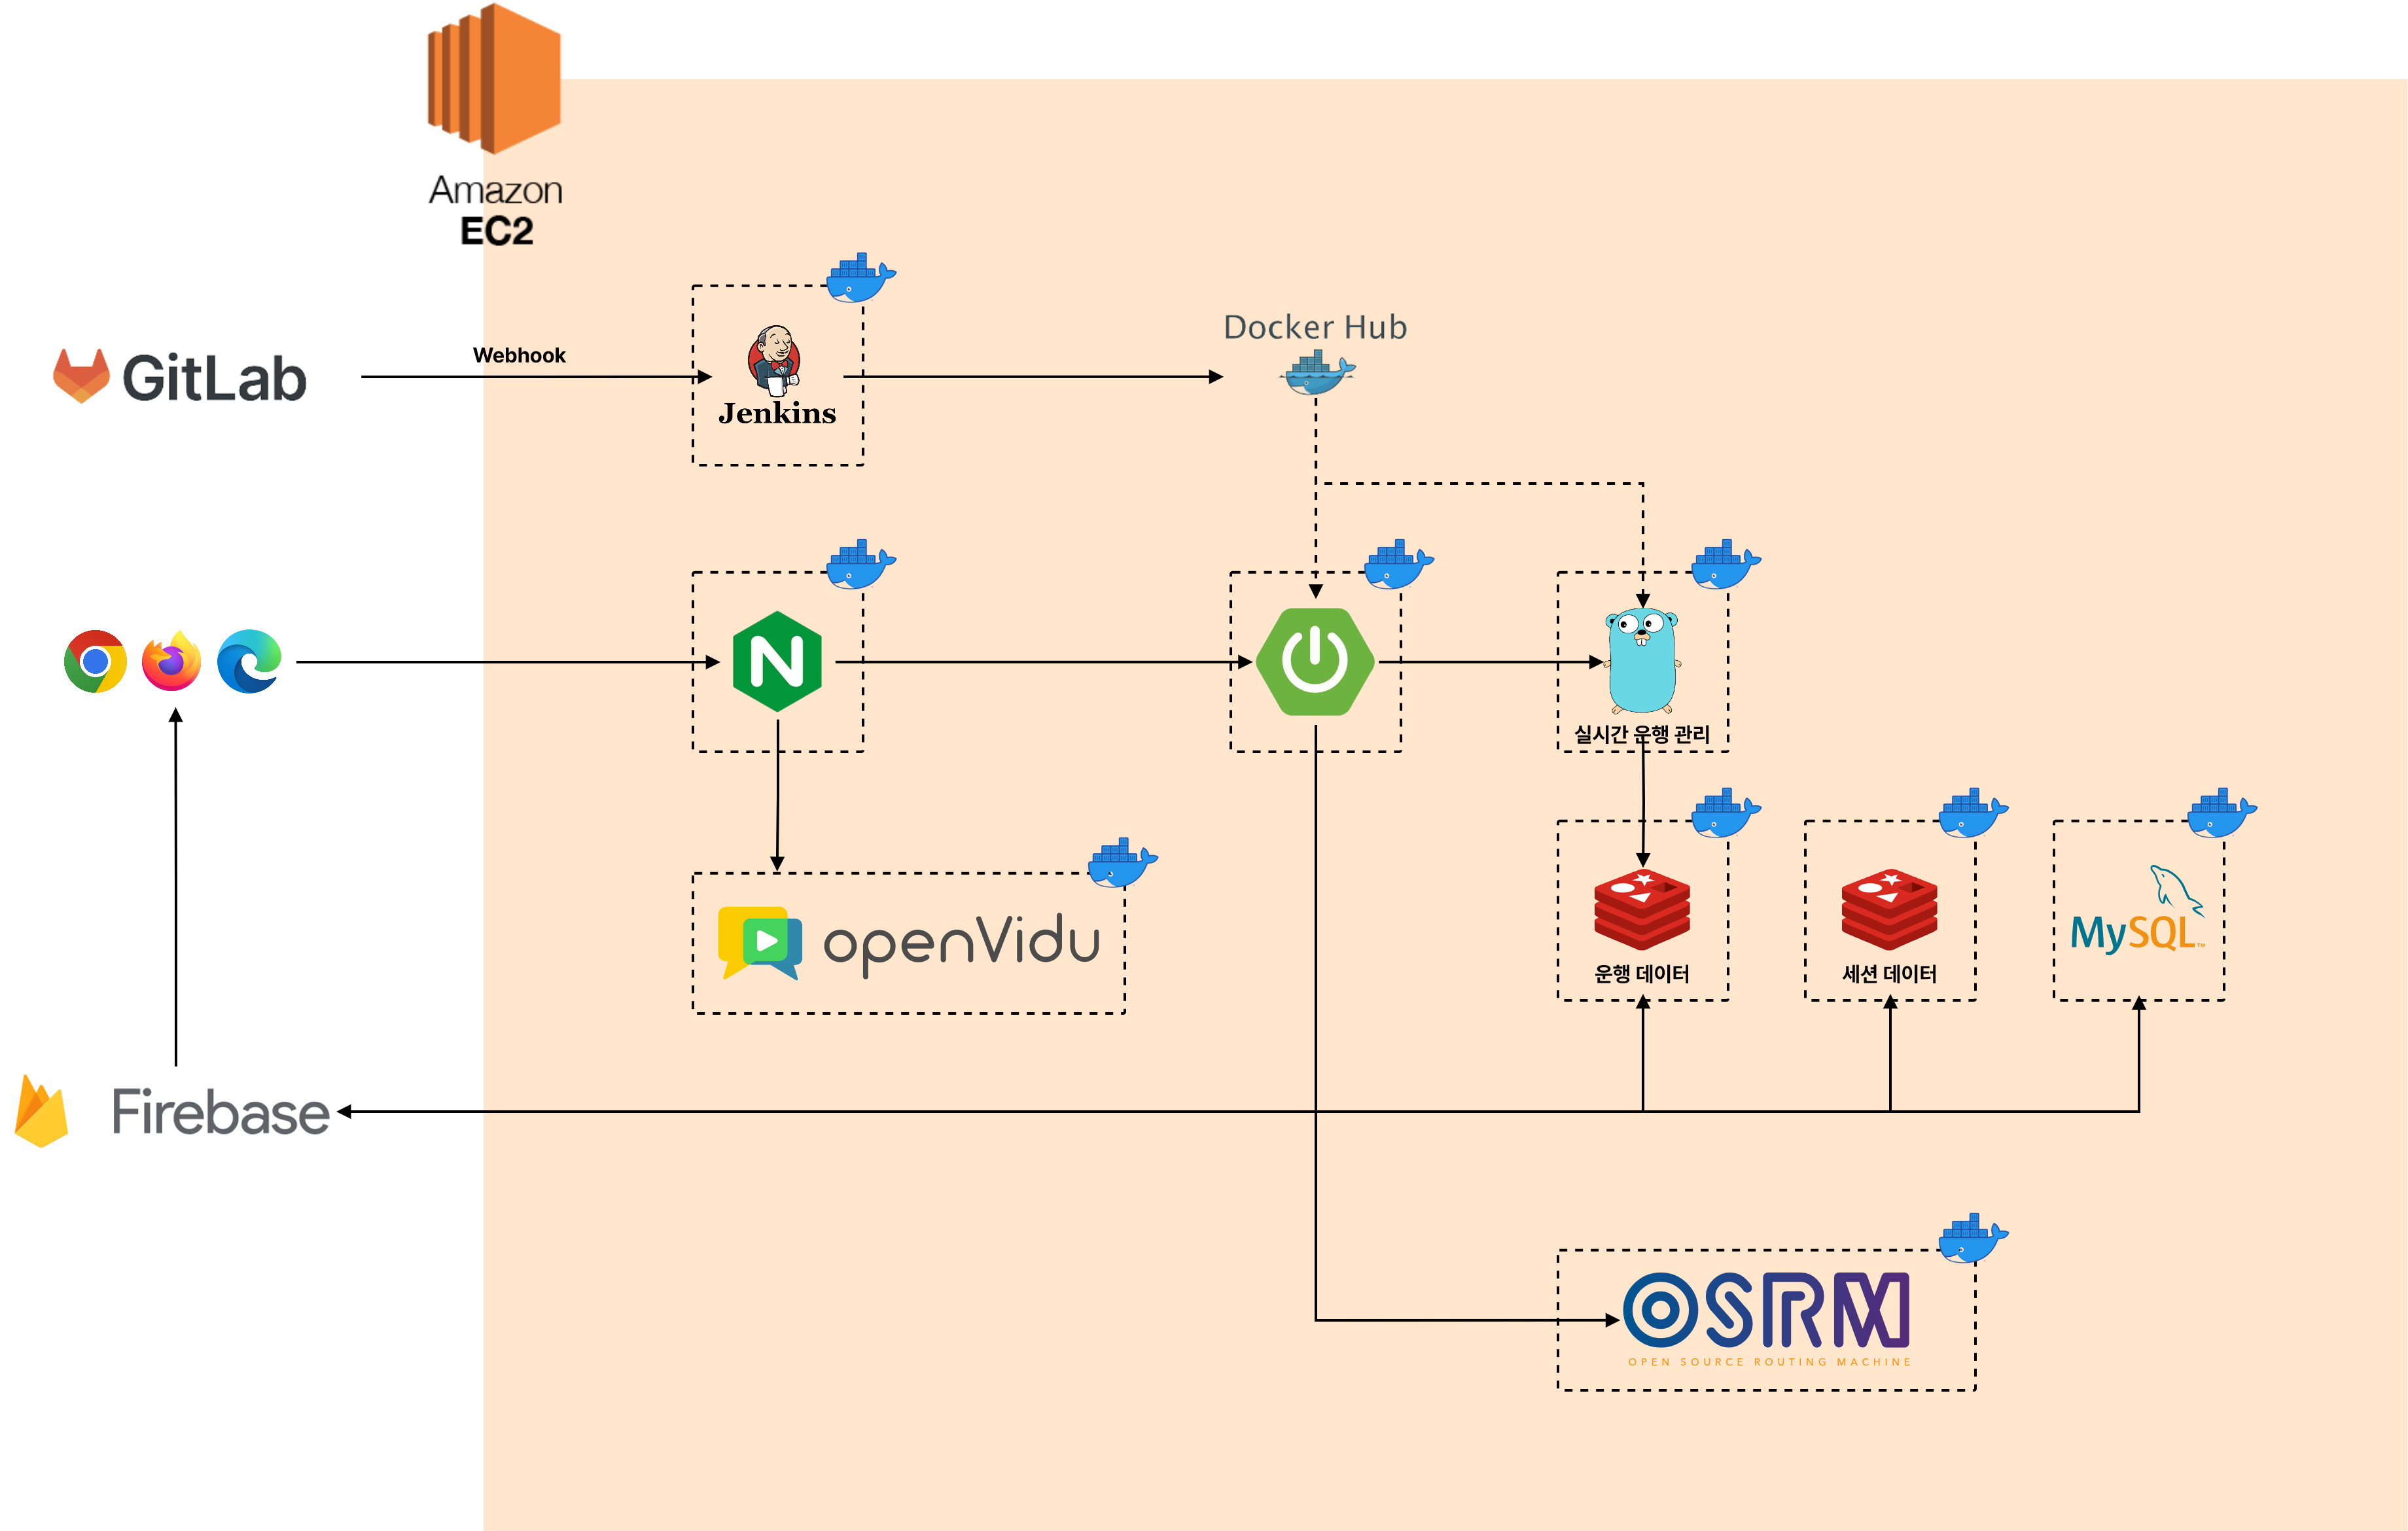 Amazon
EC2
GitLab
Webhook
Jenkins
Docker Hub
N
실시간 운행 관리
openVidu
운행 데이터
세션 데이터
MySQL™
Firebase
OSRM
OPEN SOURCE ROUTING MACHINE